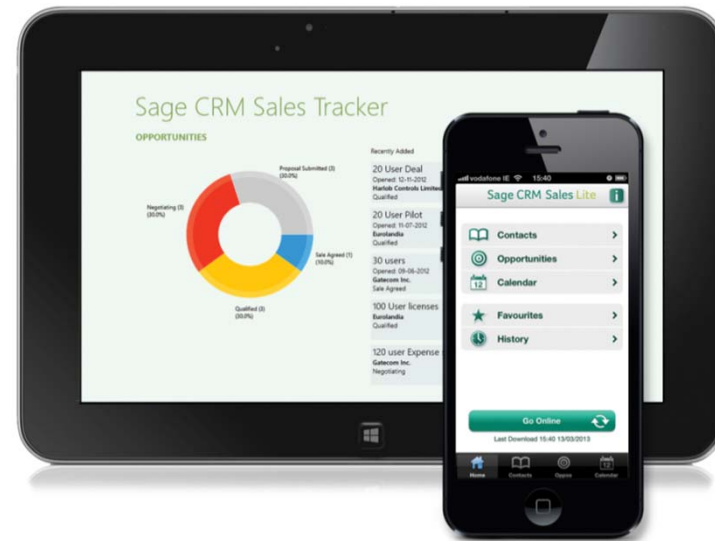 Sage CRM Sales Tracker
OPPORTUNITIES
Proposal Submitted (3)
(30.0%)
Negotiating (3)
(30.0%)
Sale Agreed (1)
(10.0%)
Qualified (3)
(30.0%)
Recently Added
20 User Deal
Opened: 12-11-2012
Harlob Controls Limited
Qualified
20 User Pilot
Opened: 11-07-2012
Eurolandia
Qualified
30 users
Opened: 09-06-2012
Gatecom Inc.
Sale Agreed
100 User licenses
Eurolandia
Qualified
120 user Expense
Gatecom Inc.
Negotiating
vodafone IE 15:40
Sage CRM Sales Lite i
Contacts
Opportunities
12 Calendar
Favourites
History
Go Online
Last Download 15:40 13/03/2013
Home Contacts Oppos Calendar
12